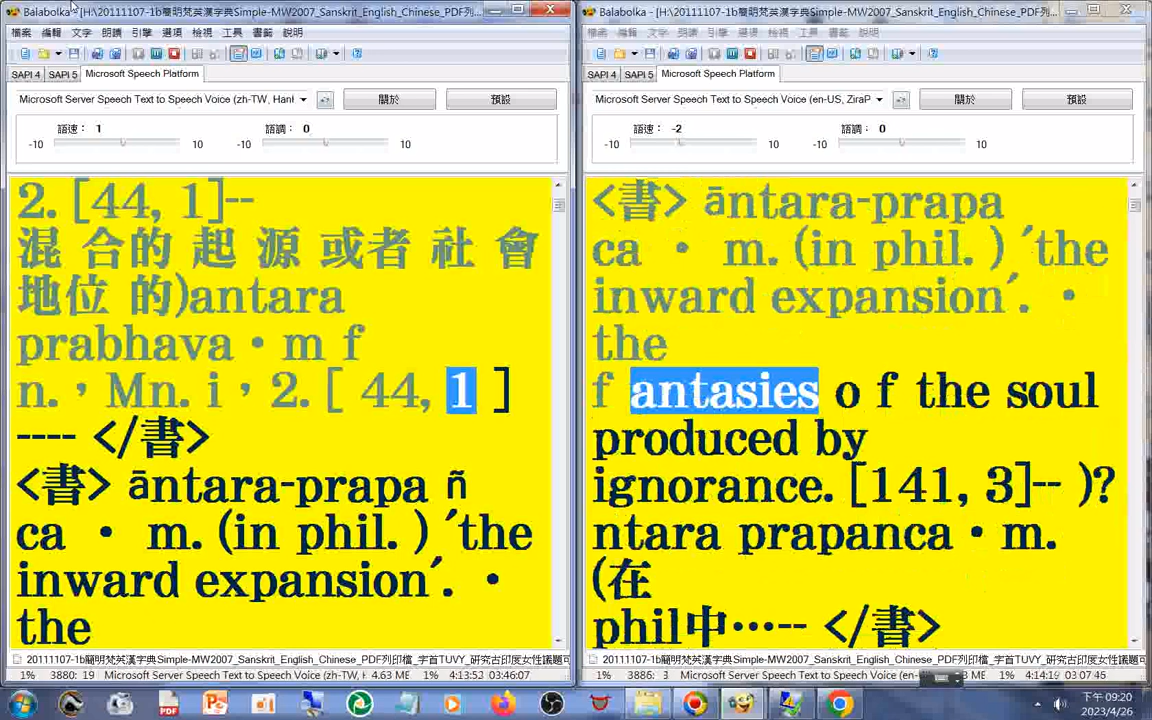 Balabolka - [H:\20111107-1b簡明梵英漢字典Simple-MW2007_Sanskrit_English_Chinese_PDF列...
檔案 編輯 文字 朗讀 引擎 選項 檢視 工具 書籤 說明
SAPI 4 SAPI 5 Microsoft Speech Platform
Microsoft Server Speech Text to Speech Voice (zh-TW, Han
關於 預設
語速： 1 語調： 0
-10 10 -10 10
2. [44, 1]--
混 合的 起 源 或者 社 會
地位 的)antara
prabhava・m f
n.，Mn. i，2. [ 44, 1 ]
---- </書>
<書> āntara-prapa ñ
ca ・ m. (in phil. ) ´the
inward expansion´. ・
the
20111107-1b簡明梵英漢字典Simple-MW2007_Sanskrit_English_Chinese_PDF列印檔_字首TUVY_研究古印度女性議題可
1% 3880: 19 Microsoft Server Speech Text to Speech Voice (zh-TW, H 4.63 ME 1% 4:13:52 03:46:07
Balabolka - [H:\20111107-1b簡明梵英漢字典Simple-MW2007_Sanskrit_English_Chinese_PDF列印...
檔案 編輯 文字 朗讀 引擎 選項 檢視 工具 書籤 說明
SAPI 4 SAPI 5 Microsoft Speech Platform
Microsoft Server Speech Text to Speech Voice (en-US, ZiraP
關於 預設
語速： -2 語調： 0
-10 10 -10 10
<書> āntara-prapa
ca ・ m. (in phil. ) ´the
inward expansion´. ・
the
f antasies o f the soul
produced by
ignorance. [141, 3]-- )?
ntara prapanca・m.
(在
phil中…-- </書>
20111107-1b簡明梵英漢字典Simple-MW2007_Sanskrit_English_Chinese_PDF列印檔_字首TUVY_研究古印度女性議題可
1% 3886: 3 Microsoft Server Speech Text to Speech Voice (en-US, Z 4.63 ME 1% 4:14:19 03:07:45
下午 09:20
2023/4/26